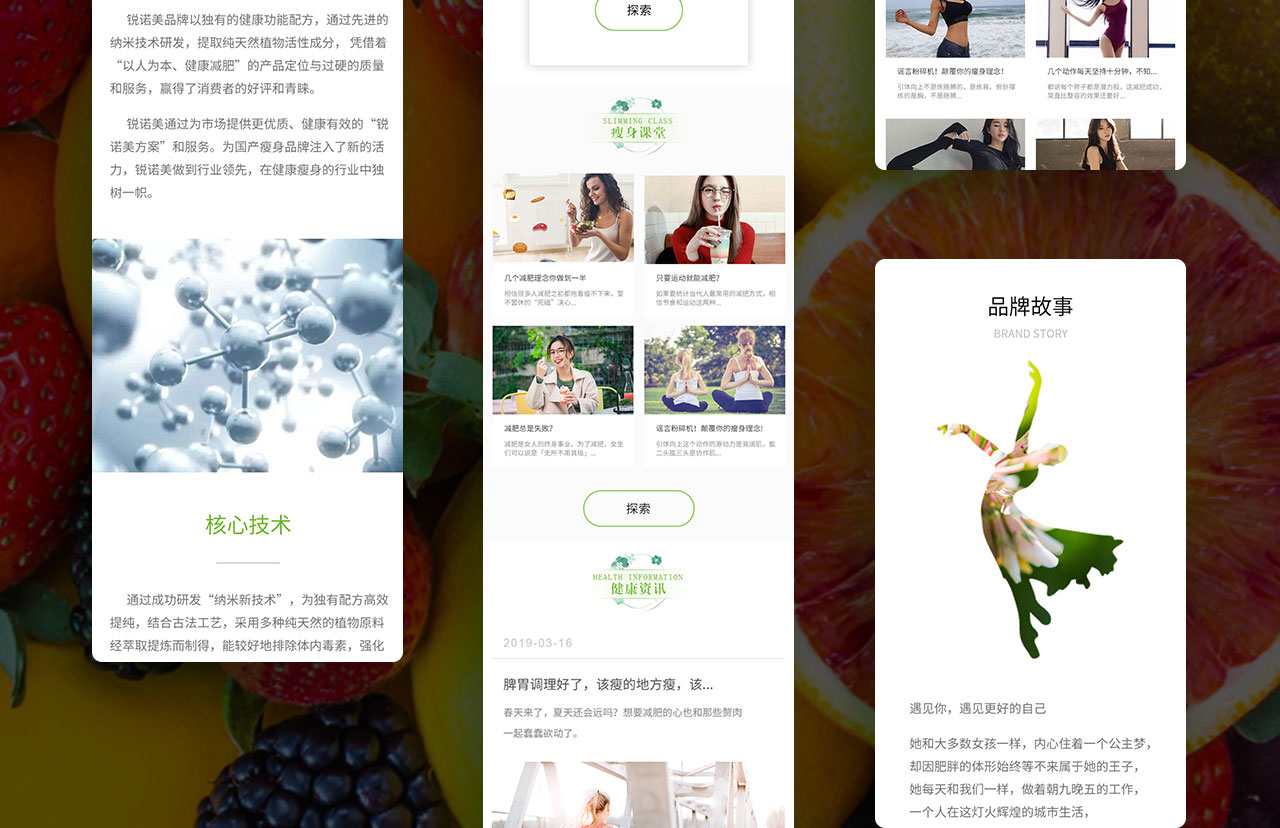 锐诺美品牌以独有的健康功能配方，通过先进的
纳米技术研发，提取纯天然植物活性成分， 凭借着
“以人为本、健康减肥”的产品定位与过硬的质量
和服务，赢得了消费者的好评和青睐。
锐诺美通过为市场提供更优质、健康有效的“锐
诺美方案”和服务。为国产瘦身品牌注入了新的活
力，锐诺美做到行业领先，在健康瘦身的行业中独
树一帜。
核心技术
通过成功研发“纳米新技术”，为独有配方高效
提纯，结合古法工艺，采用多种纯天然的植物原料
经萃取提炼而制得，能较好地排除体内毒素，强化
探索
SLIMMING CLASS
瘦身课堂
几个减肥理念你做到一半
相信很多人减肥之初都抱着瘦不下来，誓
不罢休的“死磕”决心...
只要运动就能减肥？
如果要统计当代人最常用的减肥方式，相
信节食和运动这两种...
减肥总是失败？
减肥是女人的终身事业。为了减肥，女生
们可以说是「无所不用其极」...
谣言粉碎机！颠覆你的瘦身理念！
引体向上这个动作的原动力是背阔肌，肱
二头肱三头是协作肌...
探索
HEALTH INFORMATION
健康资讯
2019-03-16
脾胃调理好了，该瘦的地方瘦，该...
春天来了，夏天还会远吗？想要减肥的心也和那些赘肉
一起蠢蠢欲动了。
谣言粉碎机！颠覆你的瘦身理念！
引体向上不是练胳膊的，是练背，俯卧撑
练的是胸，不是胳膊...
几个动作每天坚持十分钟，不知...
都说每个胖子都是潜力股，这减肥成功，
简直比整容的效果还要好...
品牌故事
BRAND STORY
遇见你，遇见更好的自己
她和大多数女孩一样，内心住着一个公主梦，
却因肥胖的体形始终等不来属于她的王子，
她每天和我们一样，做着朝九晚五的工作，
一个人在这灯火辉煌的城市生活，